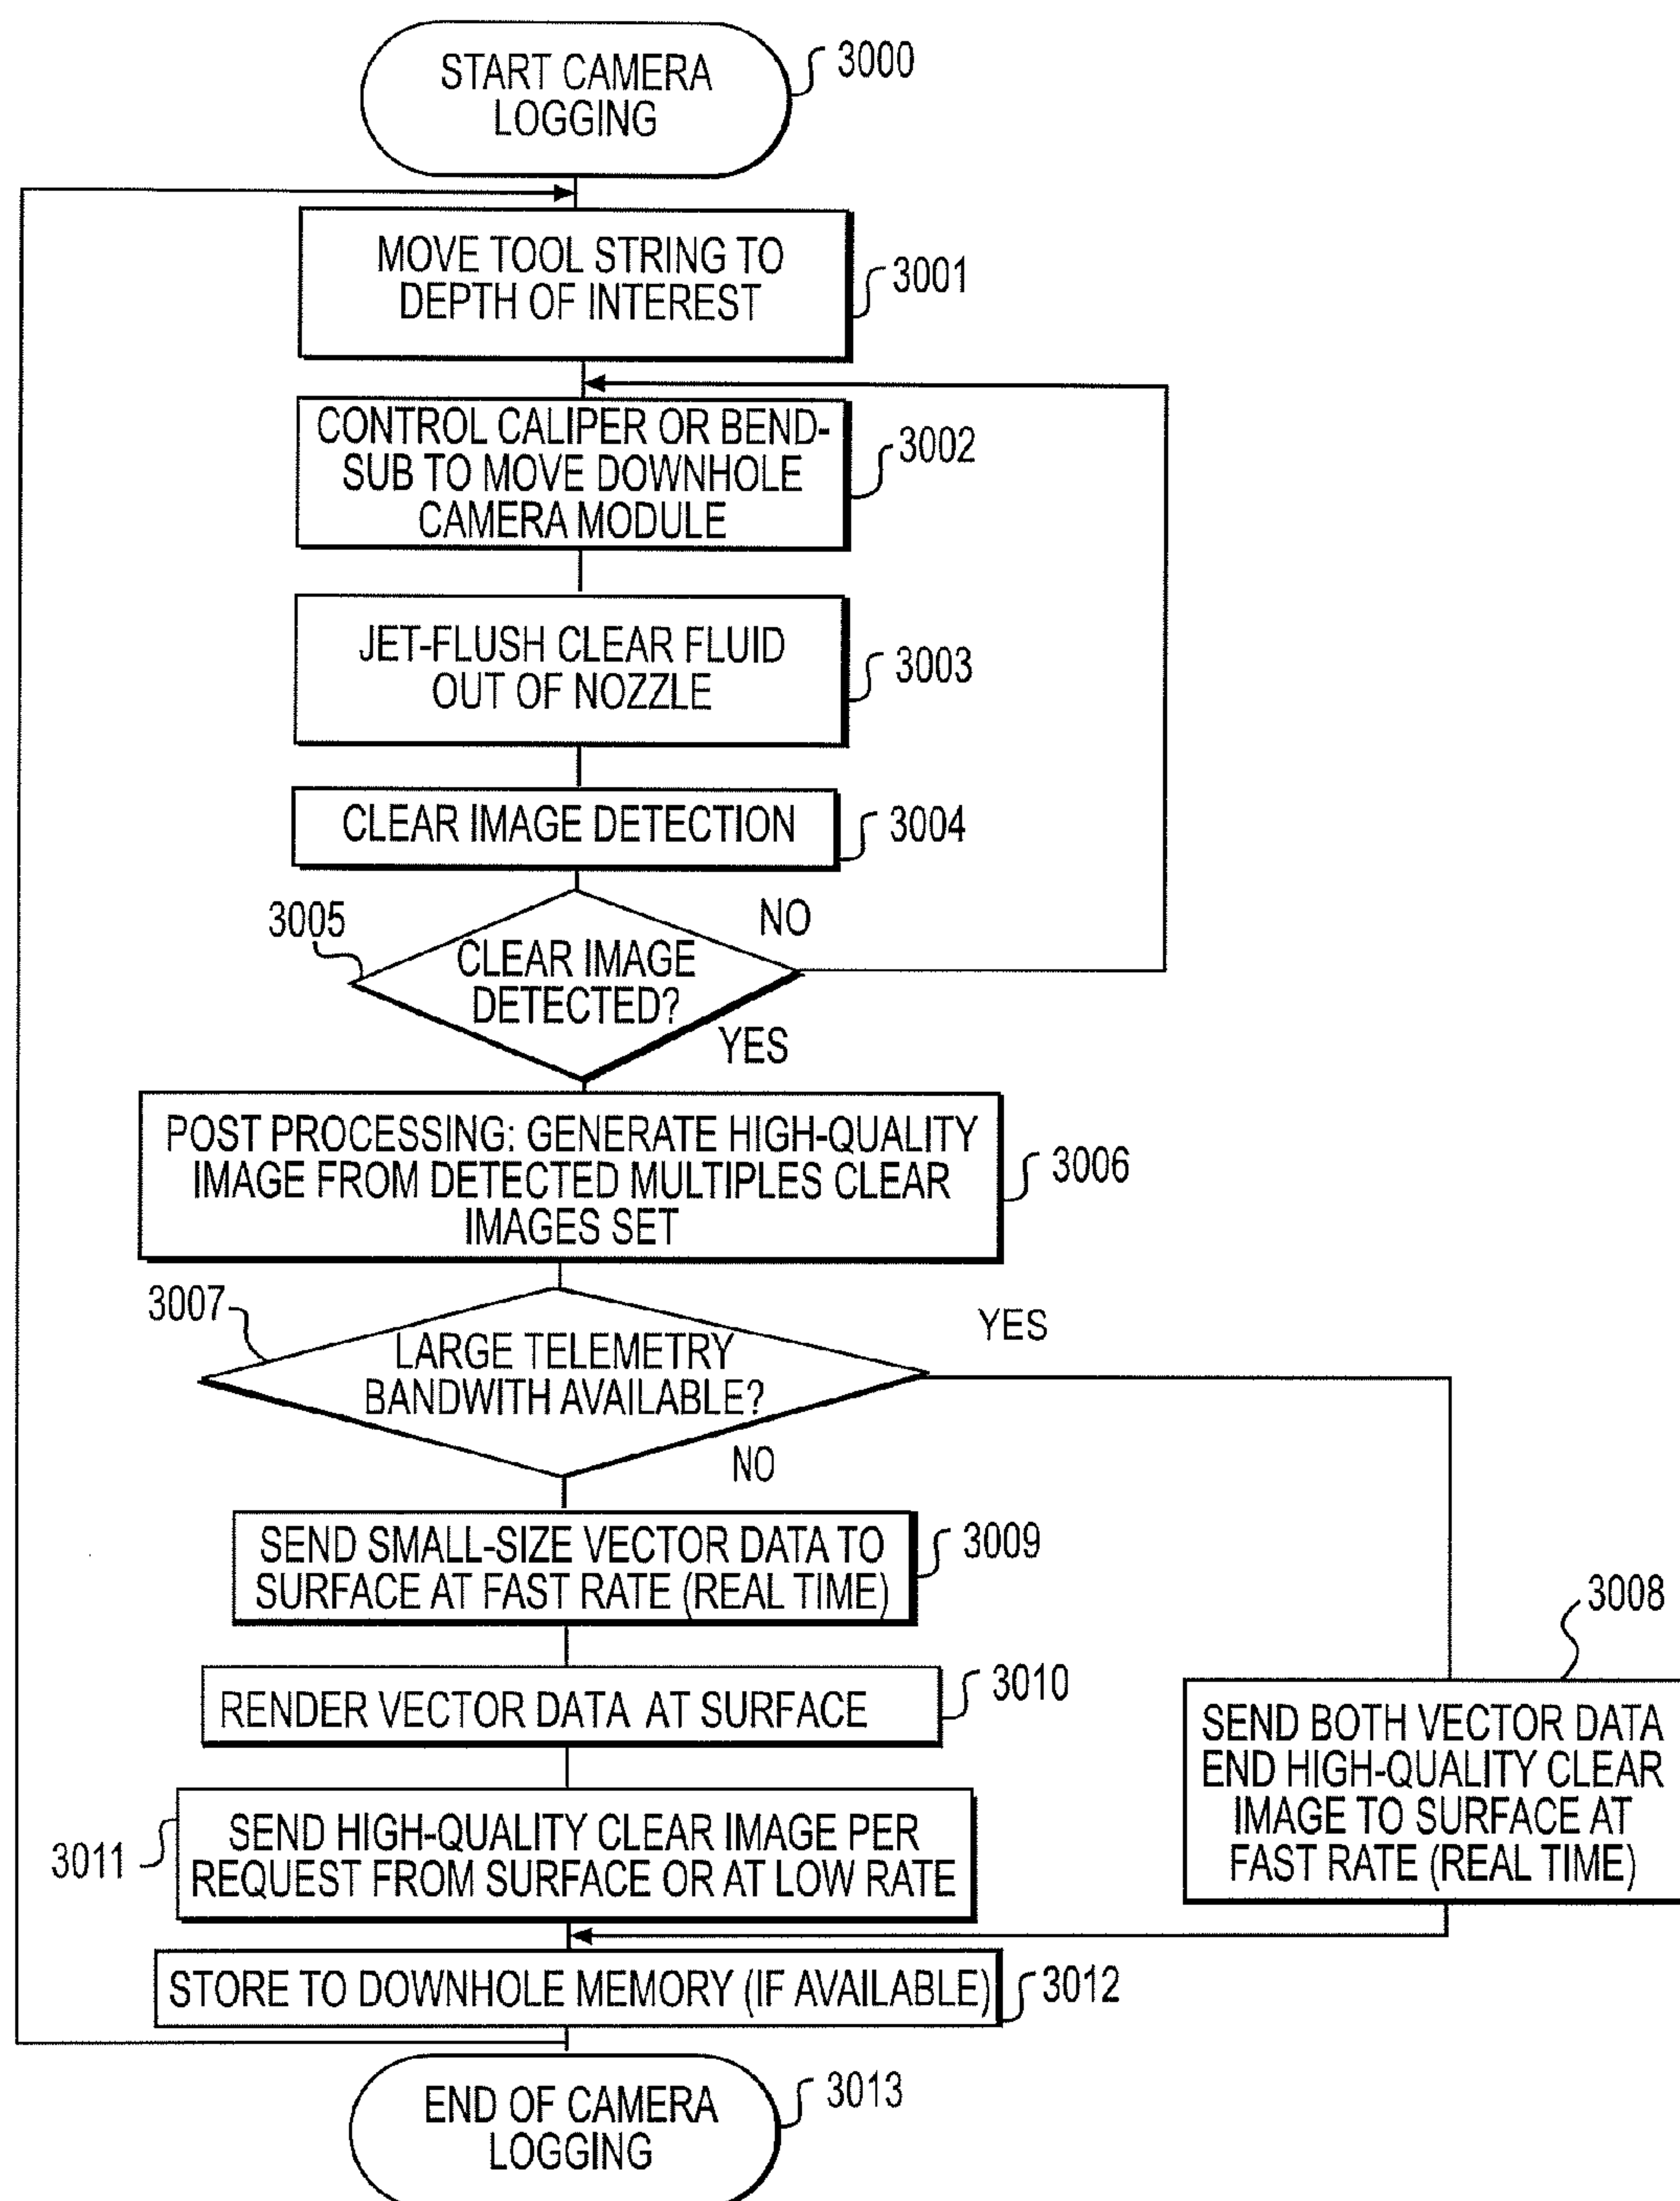 START CAMERA
LOGGING
3000
MOVE TOOL STRING TO
DEPTH OF INTEREST
3001
CONTROL CALIPER OR BEND-
SUB TO MOVE DOWNHOLE
CAMERA MODULE
3002
JET-FLUSH CLEAR FLUID
OUT OF NOZZLE
3003
CLEAR IMAGE DETECTION
3004
3005
CLEAR IMAGE
DETECTED?
NO
YES
POST PROCESSING: GENERATE HIGH-QUALITY
IMAGE FROM DETECTED MULTIPLES CLEAR
IMAGES SET
3006
3007
LARGE TELEMETRY
BANDWITH AVAILABLE?
YES
NO
SEND SMALL-SIZE VECTOR DATA TO
SURFACE AT FAST RATE (REAL TIME)
3009
RENDER VECTOR DATA AT SURFACE
3010
3008
SEND BOTH VECTOR DATA
END HIGH-QUALITY CLEAR
IMAGE TO SURFACE AT
FAST RATE (REAL TIME)
3011
SEND HIGH-QUALITY CLEAR IMAGE PER
REQUEST FROM SURFACE OR AT LOW RATE
STORE TO DOWNHOLE MEMORY (IF AVAILABLE)
3012
END OF CAMERA
LOGGING
3013